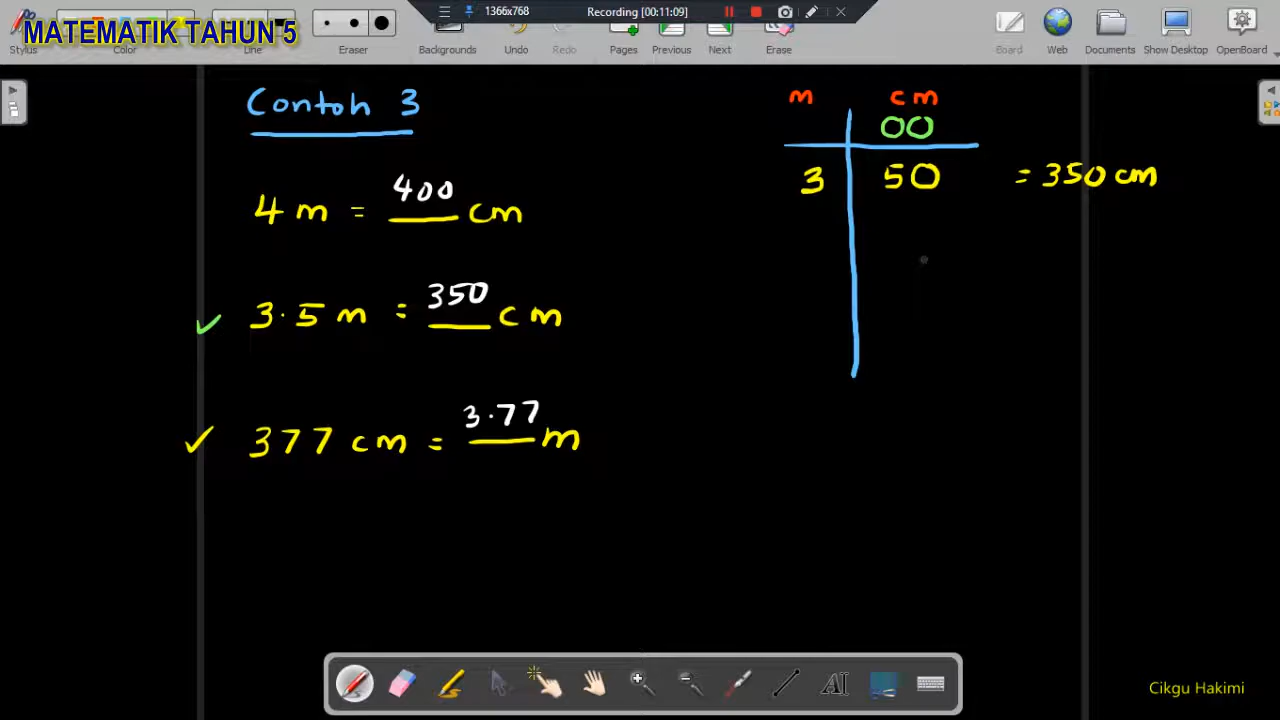 1366x768 Recording [00:11:09]
MATEMATIK TAHUN 5
Stylus Color Line Eraser Backgrounds Undo Redo Pages Previous Next Erase Board Web Documents Show Desktop OpenBoard
Contoh 3
4 m = 400 cm
3.5 m = 350 cm
377 cm = 3.77 m
m cm
00
3 50 = 350 cm
AI
Cikgu Hakimi